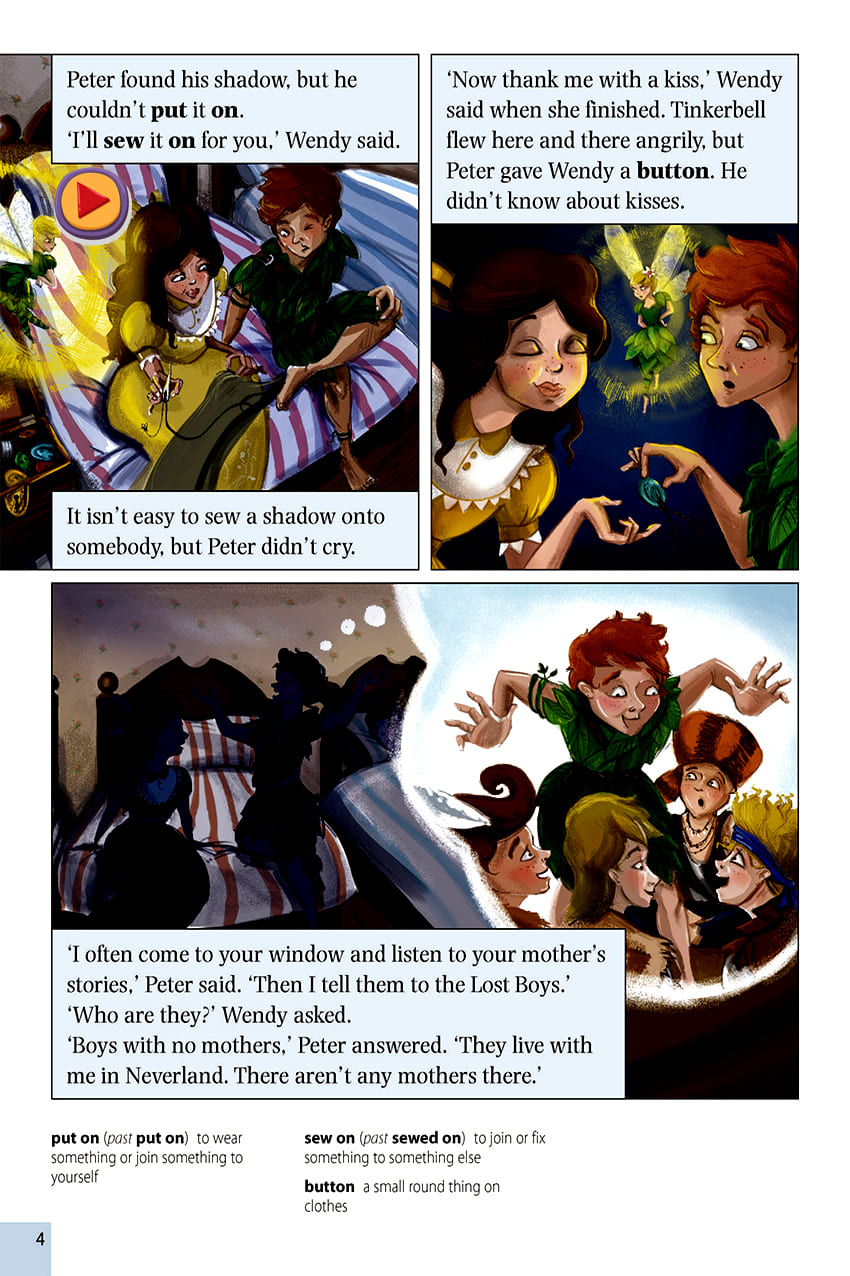 Peter found his shadow, but he
couldn’t put it on.
‘I’ll sew it on for you,’ Wendy said.
It isn’t easy to sew a shadow onto
somebody, but Peter didn’t cry.
‘Now thank me with a kiss,’ Wendy
said when she finished. Tinkerbell
flew here and there angrily, but
Peter gave Wendy a button. He
didn’t know about kisses.
‘I often come to your window and listen to your mother’s
stories,’ Peter said. ‘Then I tell them to the Lost Boys.’
‘Who are they?’ Wendy asked.
‘Boys with no mothers,’ Peter answered. ‘They live with
me in Neverland. There aren’t any mothers there.’
put on (past put on) to wear
something or join something to
yourself
sew on (past sewed on) to join or fix
something to something else
button a small round thing on
clothes
4